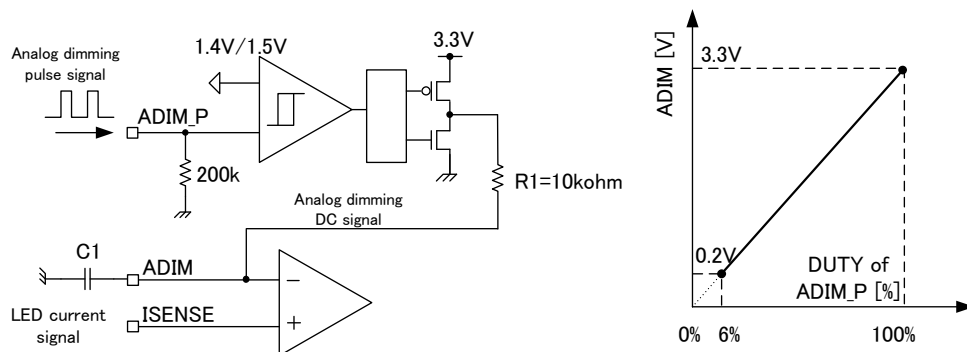 Analog dimming
pulse signal
1.4V/1.5V
3.3V
ADIM_P
200k
R1=10kohm
Analog dimming
DC signal
C1
ADIM
−
LED current
signal
ISENSE
+
ADIM [V]
3.3V
0.2V
DUTY of
ADIM_P [%]
0%
6%
100%